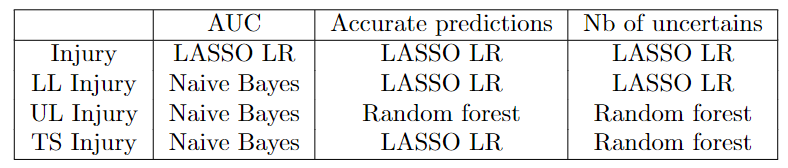 AUC Accurate predictions Nb of uncertains
Injury LASSO LR LASSO LR LASSO LR
LL Injury Naive Bayes LASSO LR LASSO LR
UL Injury Naive Bayes Random forest Random forest
TS Injury Naive Bayes LASSO LR Random forest